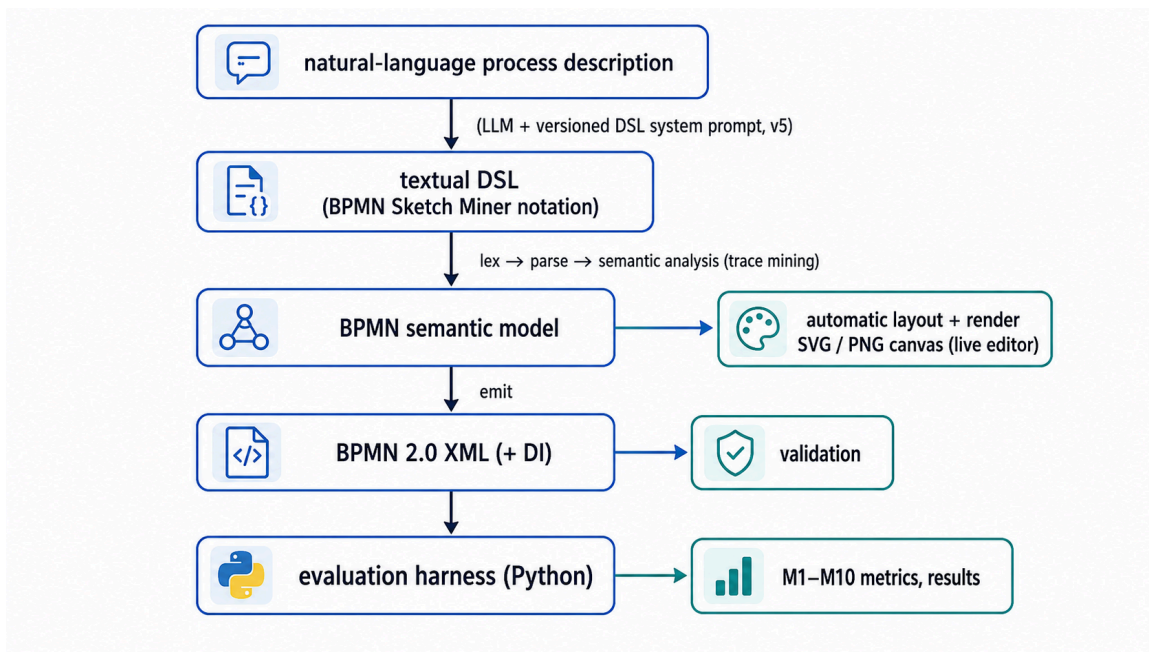 natural-language process description
(LLM + versioned DSL system prompt, v5)
{}
textual DSL
(BPMN Sketch Miner notation)
lex → parse → semantic analysis (trace mining)
BPMN semantic model
automatic layout + render
SVG / PNG canvas (live editor)
emit
</>
BPMN 2.0 XML (+ DI)
validation
evaluation harness (Python)
M1–M10 metrics, results